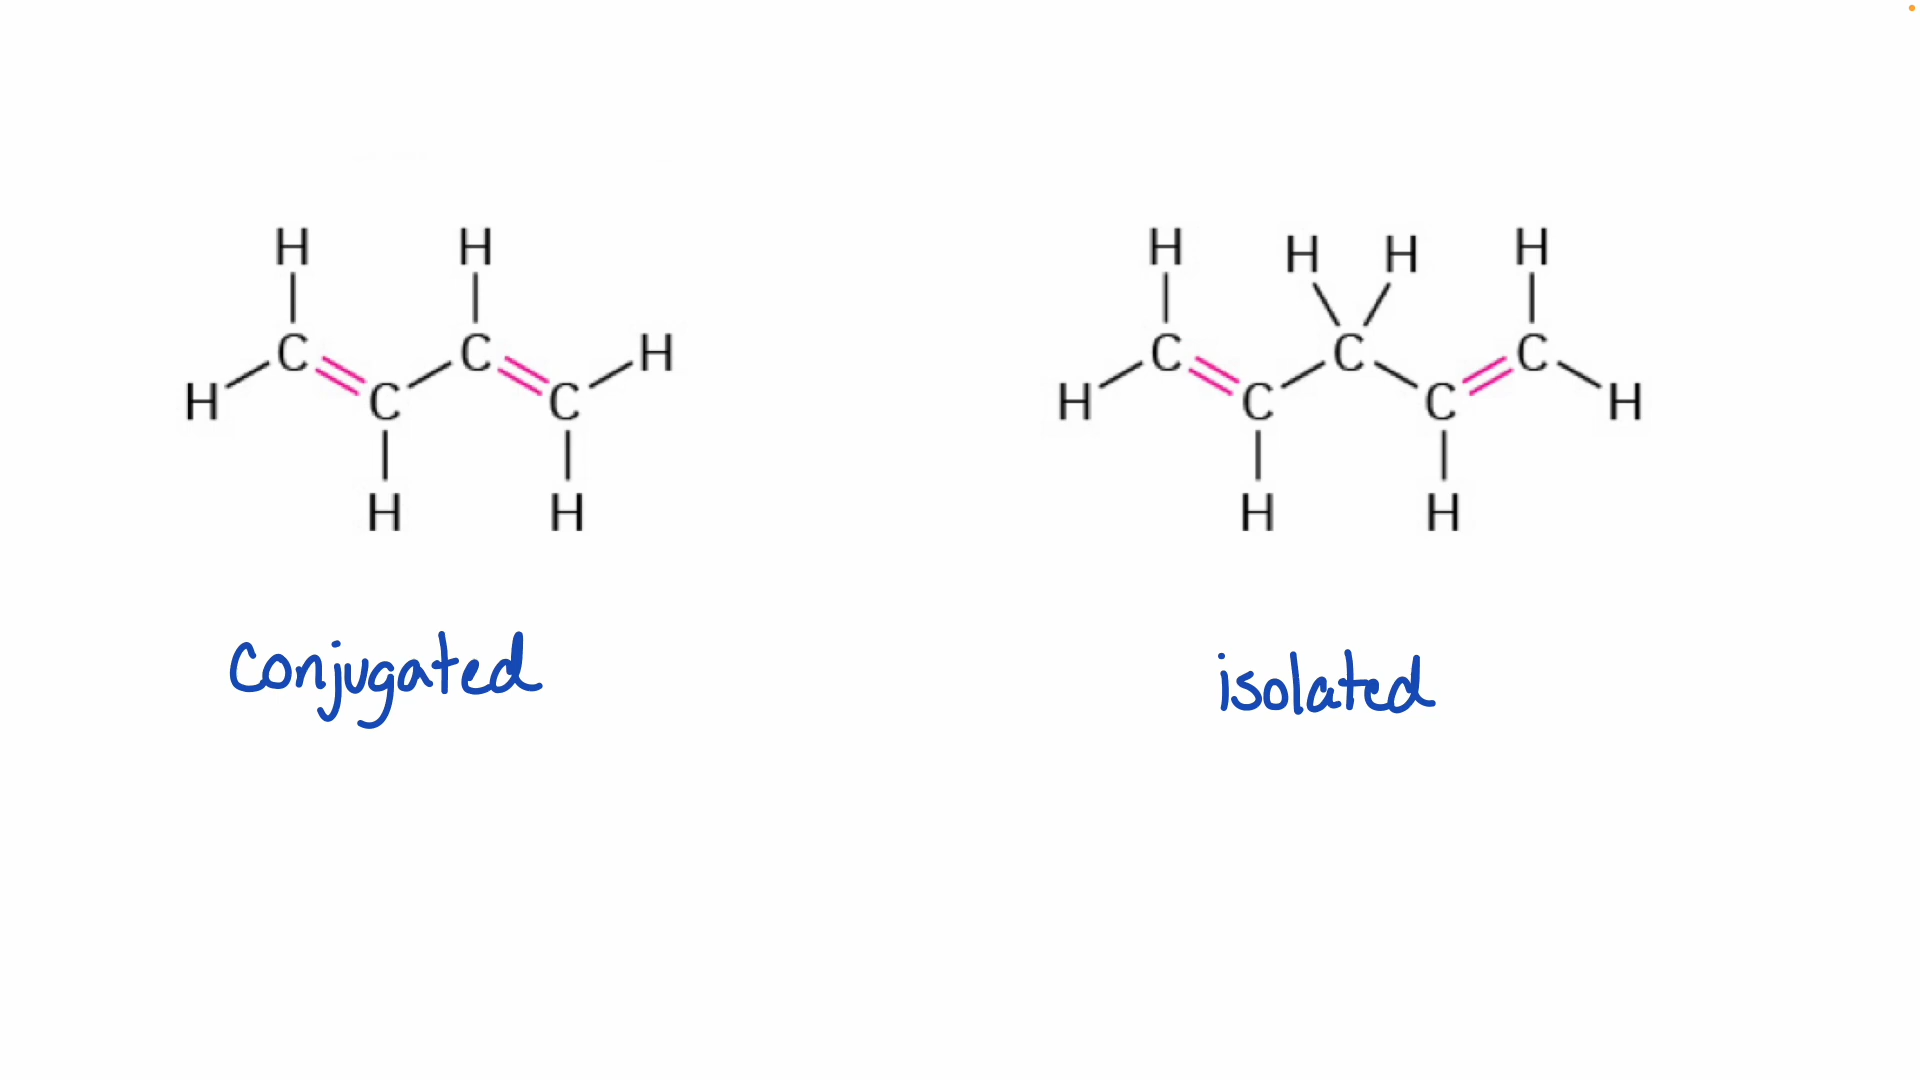 H H
C C H
H C C
H H
conjugated
H H H H
C C C
H C C H
H H
isolated